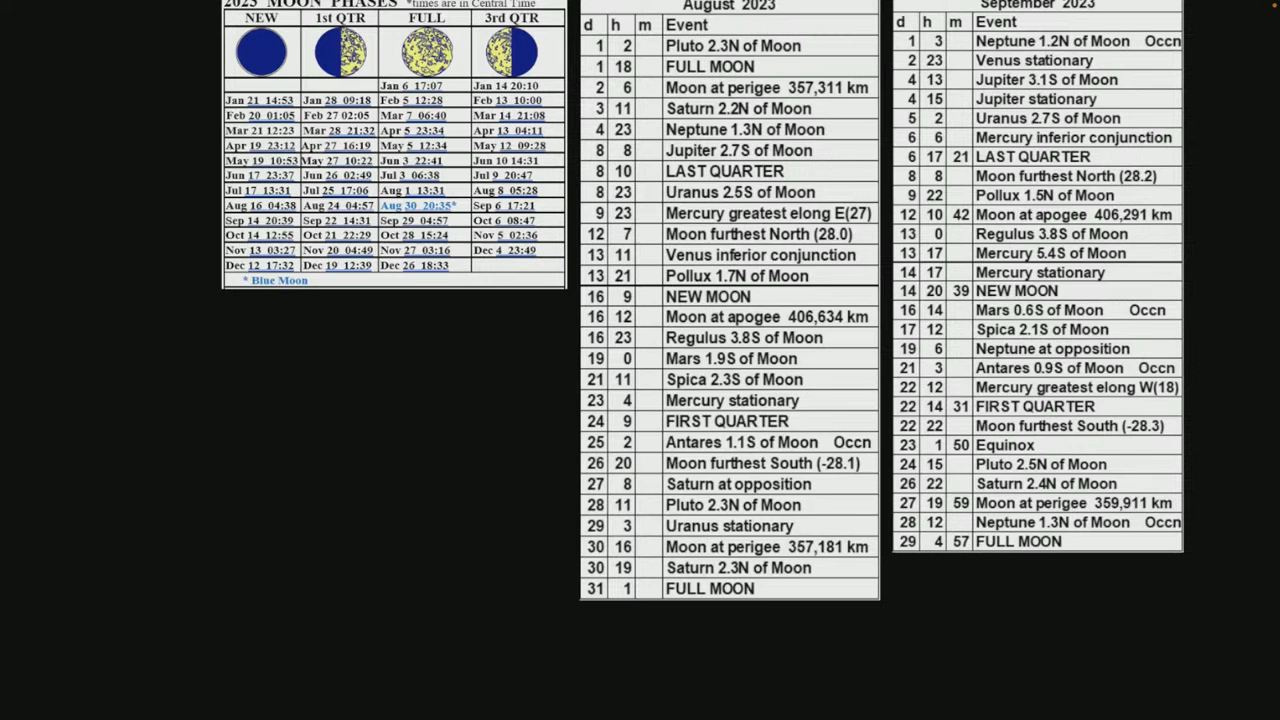 2023 MOON PHASES *times are in Central Time
NEW 1st QTR FULL 3rd QTR
Jan 6 17:07 Jan 14 20:10
Jan 21 14:53 Jan 28 09:18 Feb 5 12:28 Feb 13 10:00
Feb 20 01:05 Feb 27 02:05 Mar 7 06:40 Mar 14 21:08
Mar 21 12:23 Mar 28 21:32 Apr 5 23:34 Apr 13 04:11
Apr 19 23:12 Apr 27 16:19 May 5 12:34 May 12 09:28
May 19 10:53 May 27 10:22 Jun 3 22:41 Jun 10 14:31
Jun 17 23:37 Jun 26 02:49 Jul 3 06:38 Jul 9 20:47
Jul 17 13:31 Jul 25 17:06 Aug 1 13:31 Aug 8 05:28
Aug 16 04:38 Aug 24 04:57 Aug 30 20:35* Sep 6 17:21
Sep 14 20:39 Sep 22 14:31 Sep 29 04:57 Oct 6 08:47
Oct 14 12:55 Oct 21 22:29 Oct 28 15:24 Nov 5 02:36
Nov 13 03:27 Nov 20 04:49 Nov 27 03:16 Dec 4 23:49
Dec 12 17:32 Dec 19 12:39 Dec 26 18:33
* Blue Moon
August 2023
d h m Event
1 2 Pluto 2.3N of Moon
1 18 FULL MOON
2 6 Moon at perigee 357,311 km
3 11 Saturn 2.2N of Moon
4 23 Neptune 1.3N of Moon
8 8 Jupiter 2.7S of Moon
8 10 LAST QUARTER
8 23 Uranus 2.5S of Moon
9 23 Mercury greatest elong E(27)
12 7 Moon furthest North (28.0)
13 11 Venus inferior conjunction
13 21 Pollux 1.7N of Moon
16 9 NEW MOON
16 12 Moon at apogee 406,634 km
16 23 Regulus 3.8S of Moon
19 0 Mars 1.9S of Moon
21 11 Spica 2.3S of Moon
23 4 Mercury stationary
24 9 FIRST QUARTER
25 2 Antares 1.1S of Moon Occn
26 20 Moon furthest South (-28.1)
27 8 Saturn at opposition
28 11 Pluto 2.3N of Moon
29 3 Uranus stationary
30 16 Moon at perigee 357,181 km
30 19 Saturn 2.3N of Moon
31 1 FULL MOON
September 2023
d h m Event
1 3 Neptune 1.2N of Moon Occn
2 23 Venus stationary
4 13 Jupiter 3.1S of Moon
4 15 Jupiter stationary
5 2 Uranus 2.7S of Moon
6 6 Mercury inferior conjunction
6 17 21 LAST QUARTER
8 8 Moon furthest North (28.2)
9 22 Pollux 1.5N of Moon
12 10 42 Moon at apogee 406,291 km
13 0 Regulus 3.8S of Moon
13 17 Mercury 5.4S of Moon
14 17 Mercury stationary
14 20 39 NEW MOON
16 14 Mars 0.6S of Moon Occn
17 12 Spica 2.1S of Moon
19 6 Neptune at opposition
21 3 Antares 0.9S of Moon Occn
22 12 Mercury greatest elong W(18)
22 14 31 FIRST QUARTER
22 22 Moon furthest South (-28.3)
23 1 50 Equinox
24 15 Pluto 2.5N of Moon
26 22 Saturn 2.4N of Moon
27 19 59 Moon at perigee 359,911 km
28 12 Neptune 1.3N of Moon Occn
29 4 57 FULL MOON